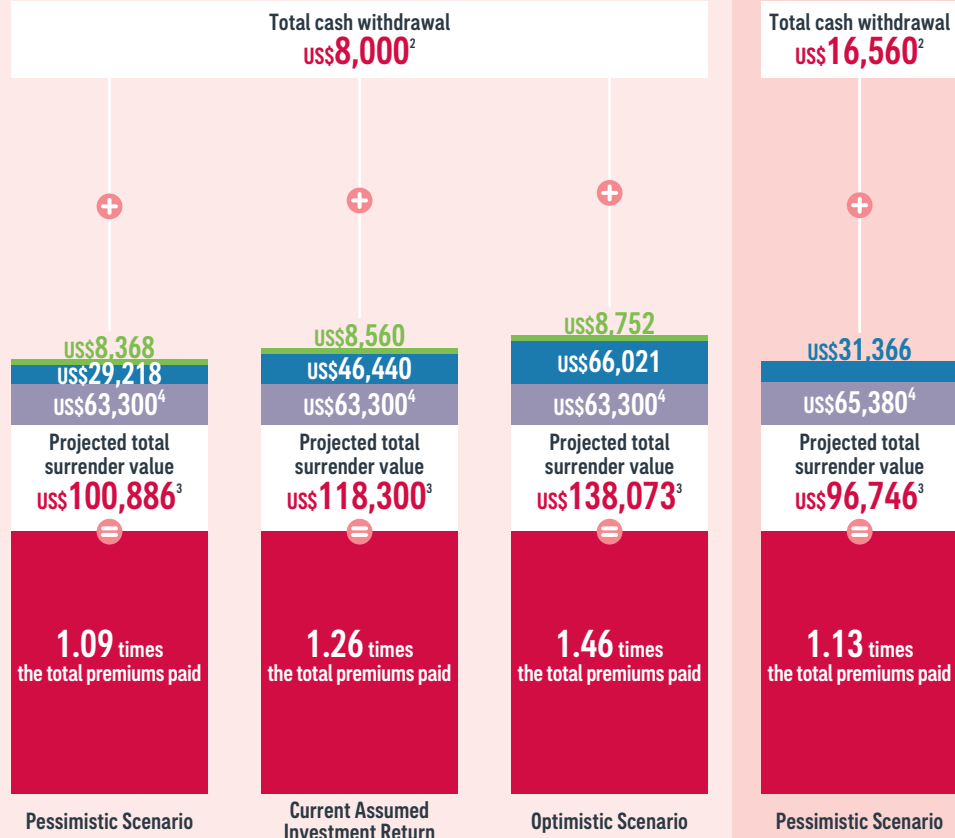 Total cash withdrawal
US$8,000²
Total cash withdrawal
US$16,560²
US$8,368
US$29,218
US$63,300⁴
Projected total
surrender value
US$100,886³
1.09 times
the total premiums paid
Pessimistic Scenario
US$8,560
US$46,440
US$63,300⁴
Projected total
surrender value
US$118,300³
1.26 times
the total premiums paid
Current Assumed
Investment Return
US$8,752
US$66,021
US$63,300⁴
Projected total
surrender value
US$138,073³
1.46 times
the total premiums paid
Optimistic Scenario
US$31,366
US$65,380⁴
Projected total
surrender value
US$96,746³
1.13 times
the total premiums paid
Pessimistic Scenario